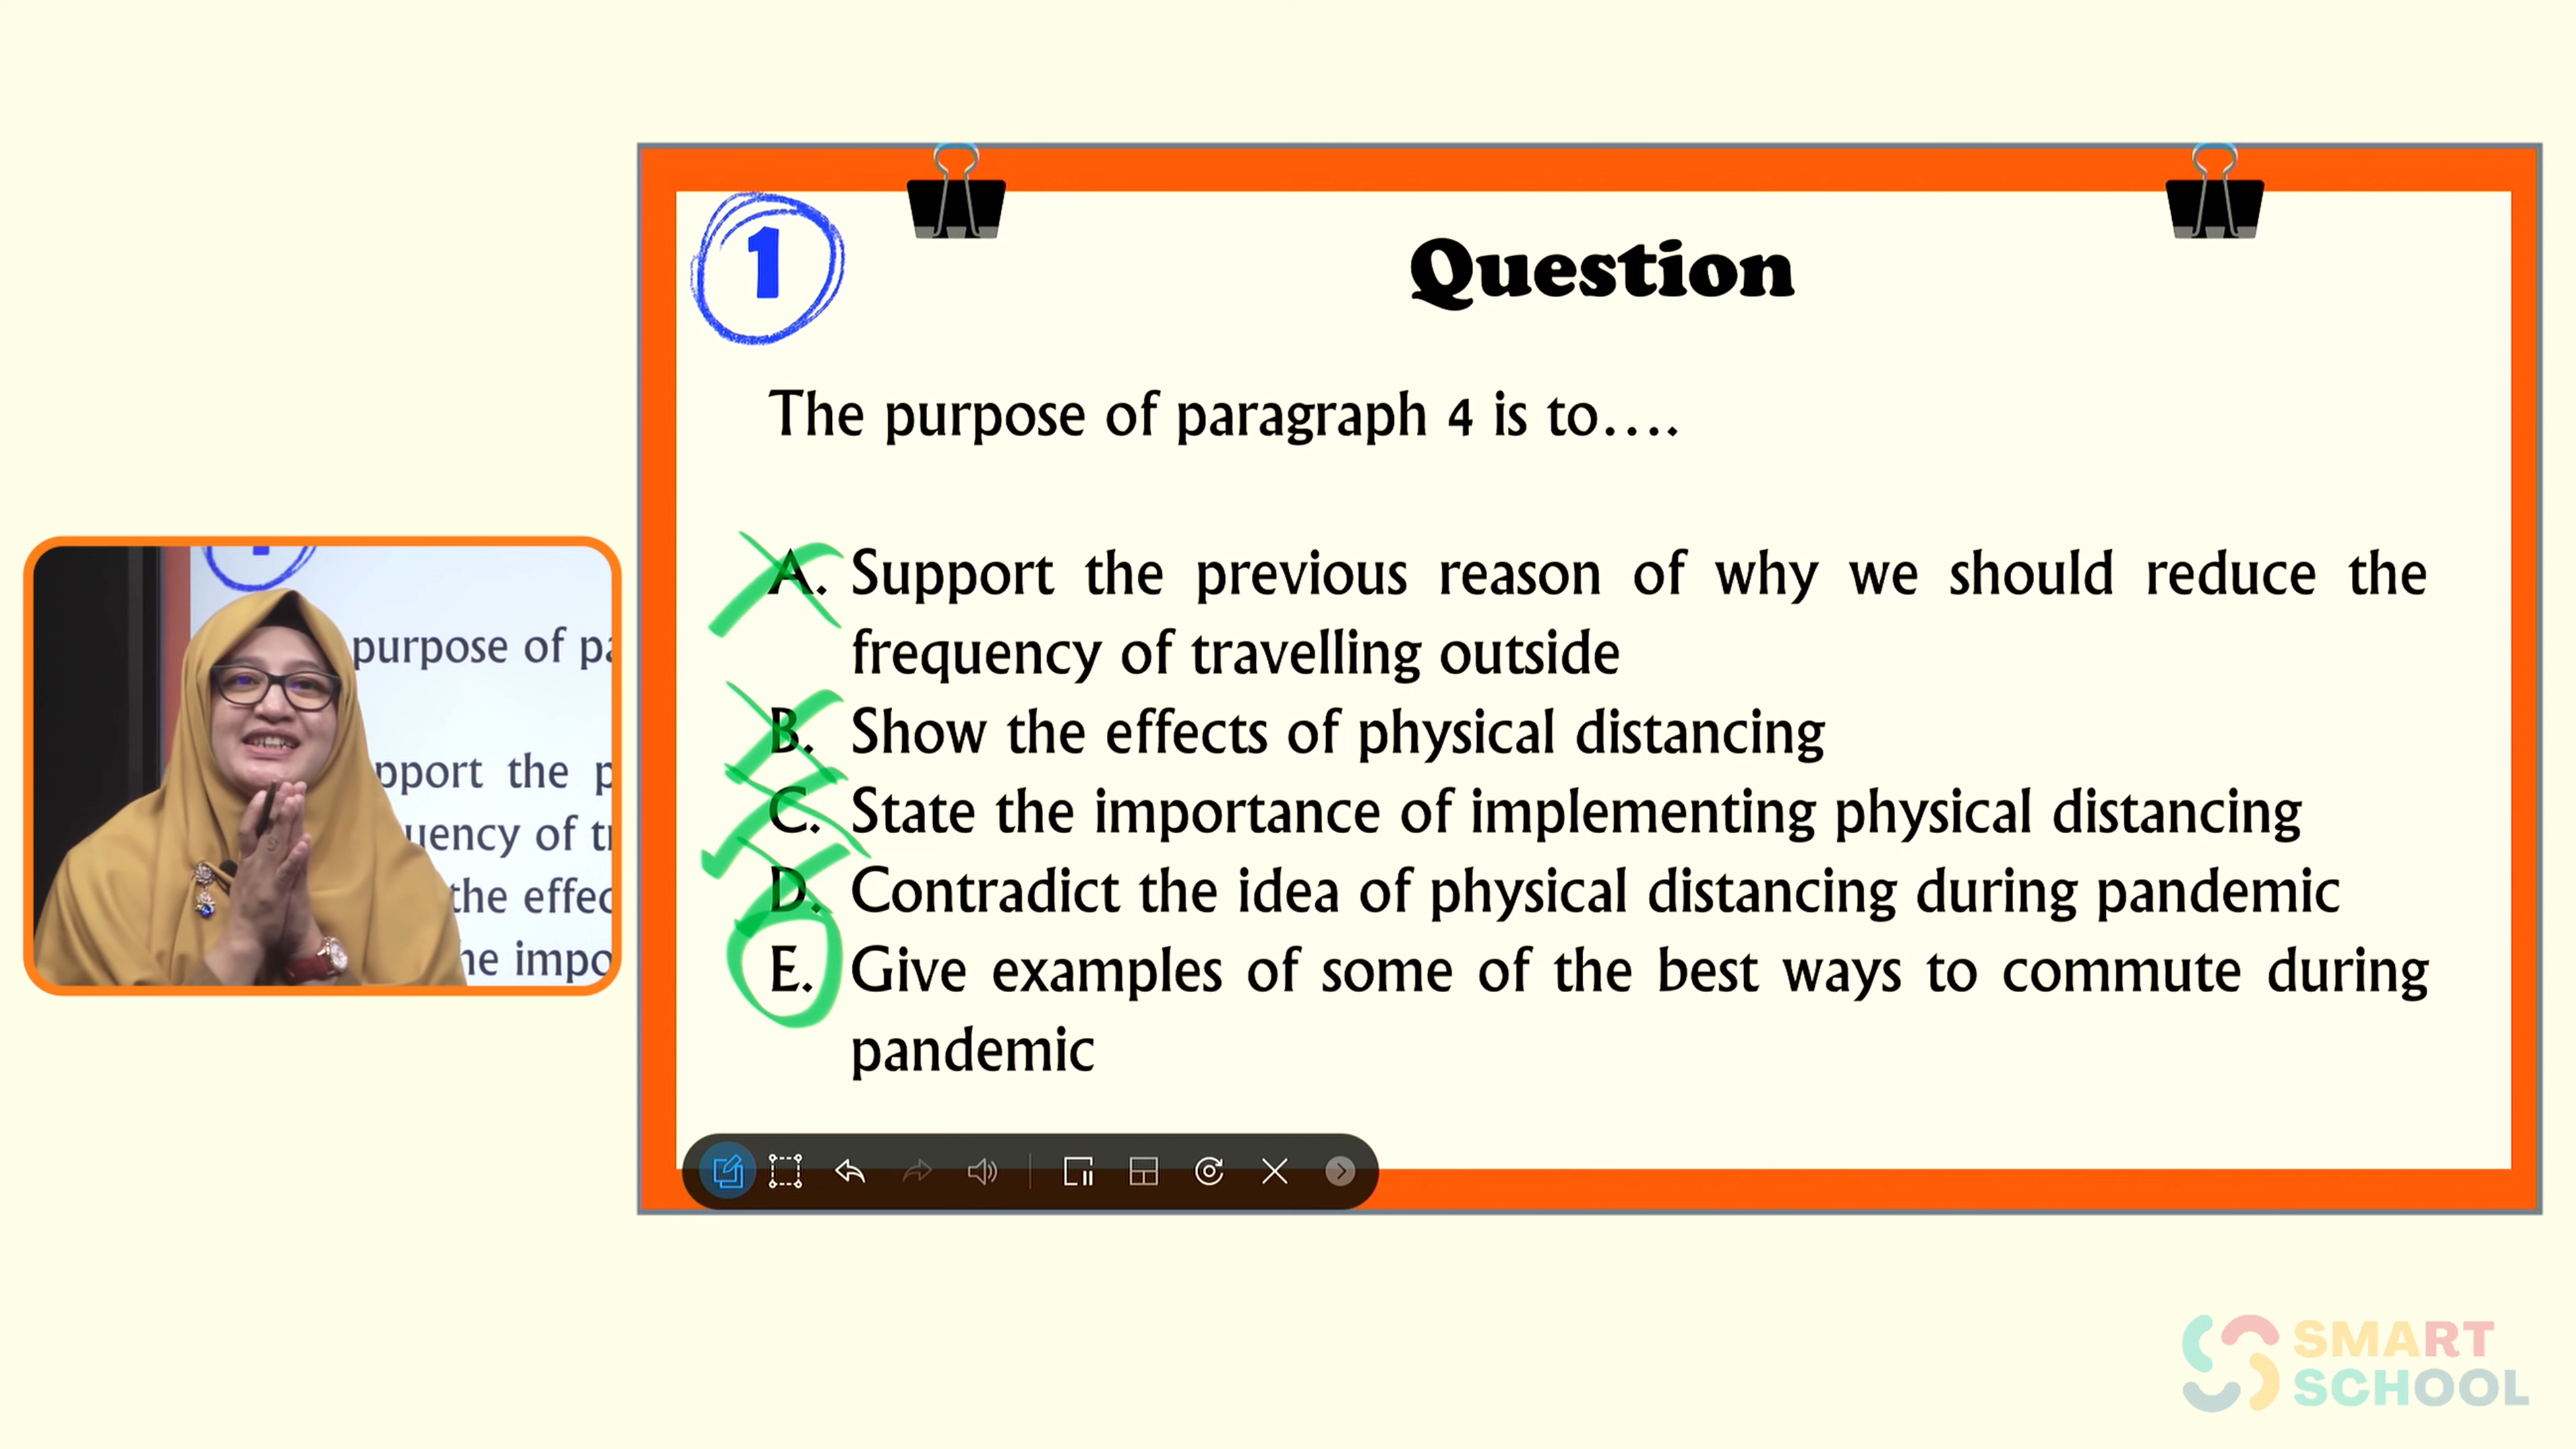 1
Question
The purpose of paragraph 4 is to....
A. Support the previous reason of why we should reduce the
frequency of travelling outside
B. Show the effects of physical distancing
C. State the importance of implementing physical distancing
D. Contradict the idea of physical distancing during pandemic
E. Give examples of some of the best ways to commute during
pandemic
purpose of pa
pport the p
uency of tr
the effec
he impo
SMART
SCHOOL